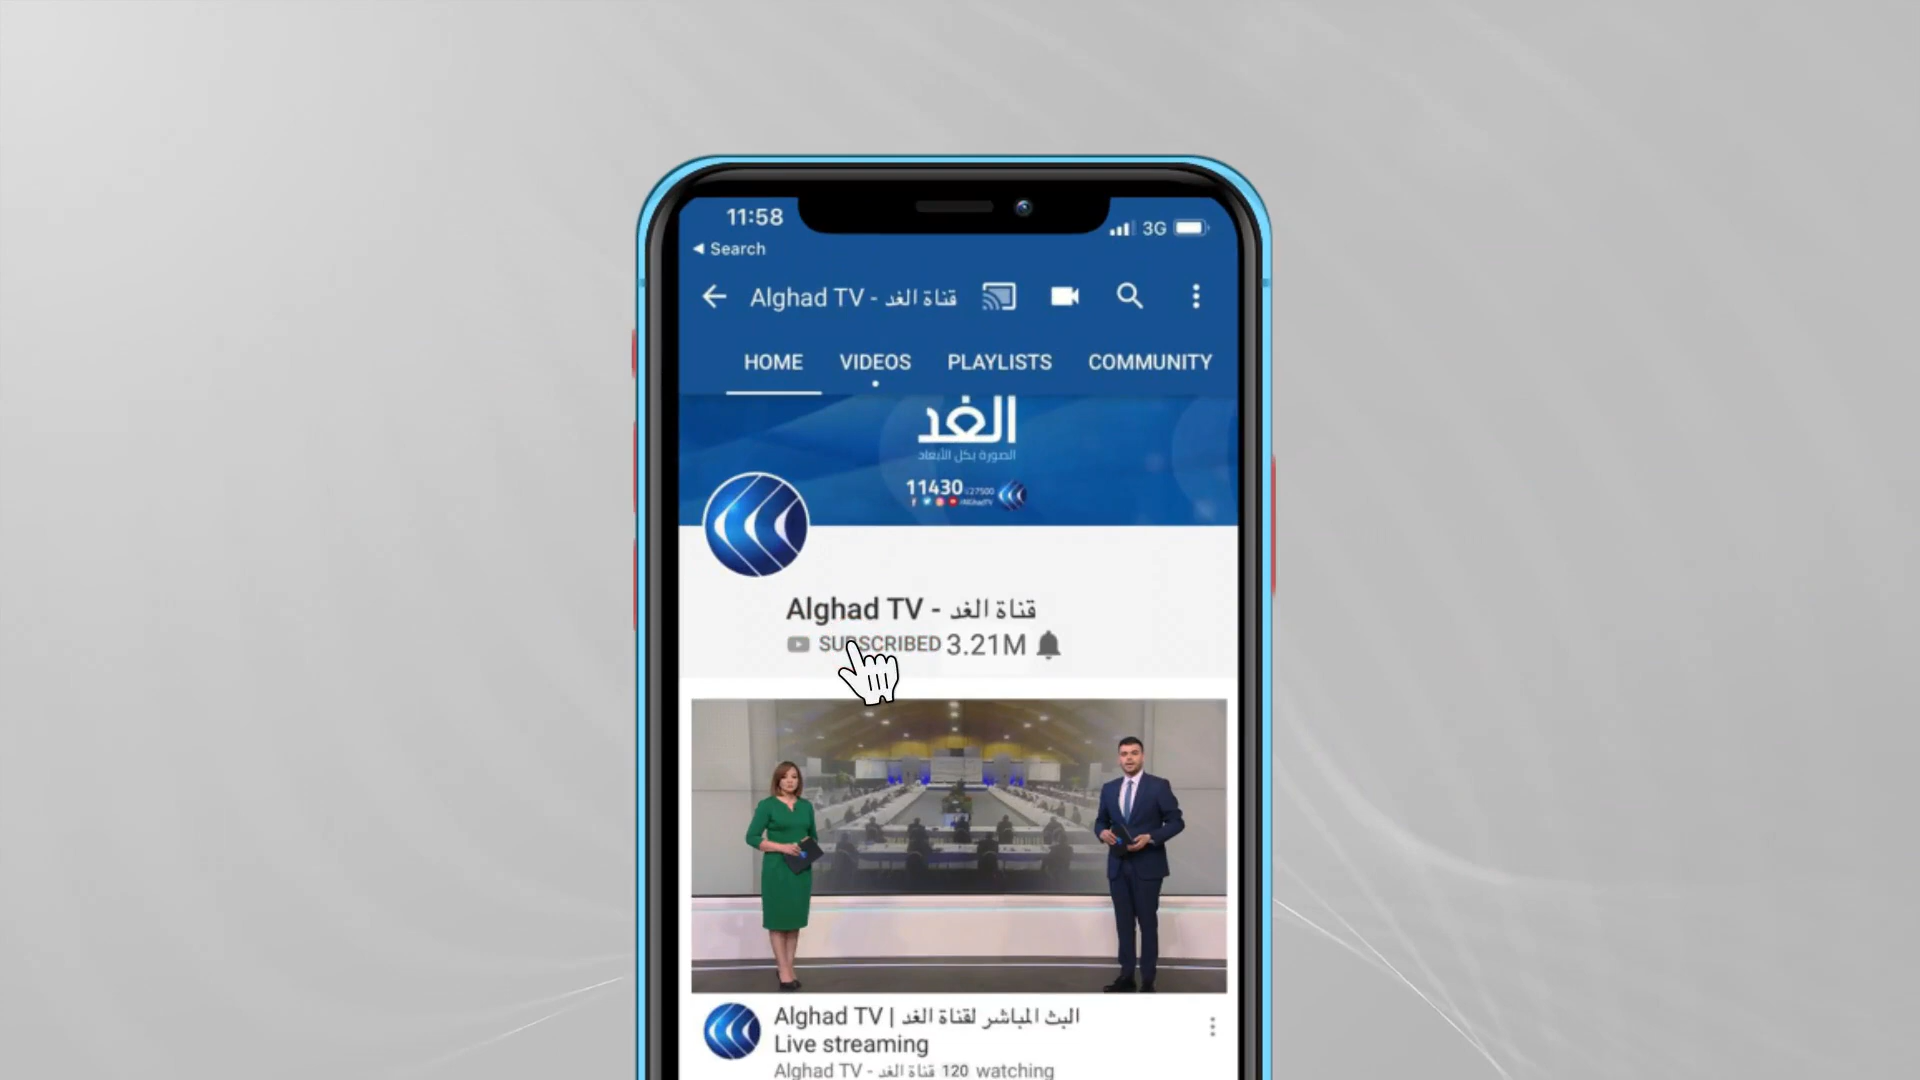 11:58
3G
◀ Search
Alghad TV - قناة الغد
HOME VIDEOS PLAYLISTS COMMUNITY
الغد
الصورة بكل الأبعاد
11430
27500
Alghad TV - قناة الغد
SUBSCRIBED 3.21M
Alghad TV | البث المباشر لقناة الغد
Live streaming
Alghad TV - قناة الغد 120 watching